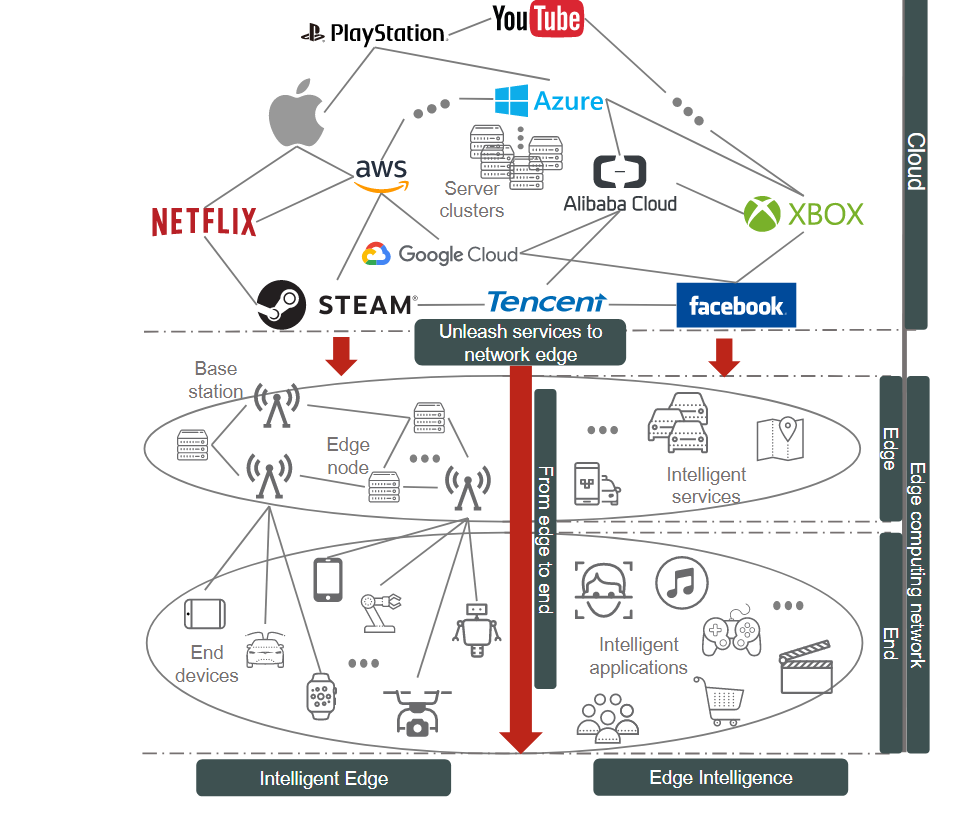 PlayStation.
YouTube
Azure
aws
Server
clusters
Alibaba Cloud
NETFLIX
XBOX
Google Cloud
STEAM®
Tencent
facebook.
Cloud
Unleash services to
network edge
Base
station
Edge
node
Intelligent
services
Edge
From edge to end
Edge computing network
End
devices
Intelligent
applications
End
Intelligent Edge
Edge Intelligence